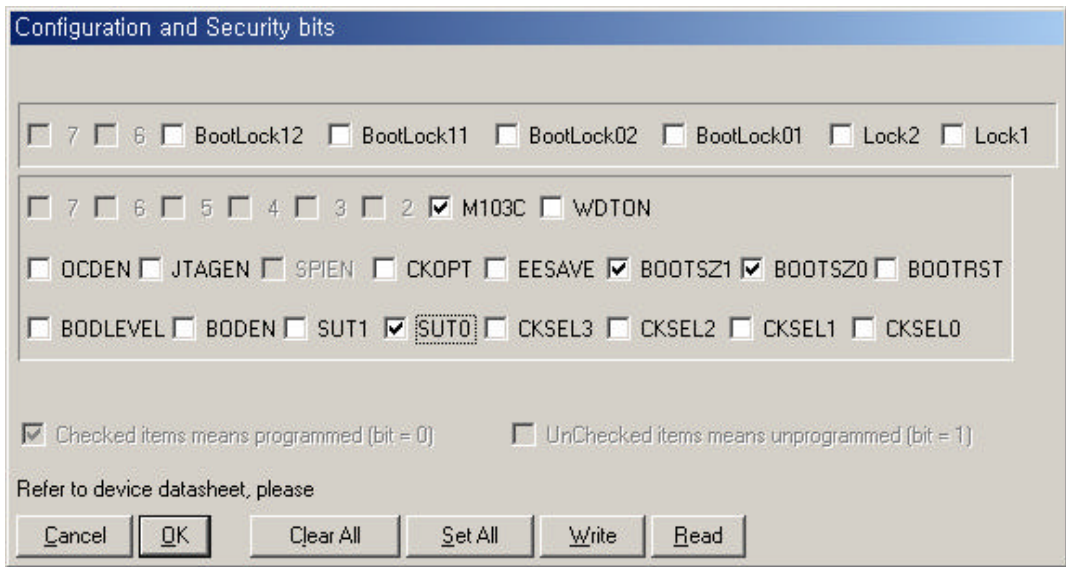 Configuration and Security bits
7 6 BootLock12 BootLock11 BootLock02 BootLock01 Lock2 Lock1
7 6 5 4 3 2 M103C WDTON
OCDEN JTAGEN SPIEN CKOPT EESAVE BOOTSZ1 BOOTSZ0 BOOTRST
BODLEVEL BODEN SUT1 SUT0 CKSEL3 CKSEL2 CKSEL1 CKSEL0
Checked items means programmed (bit = 0) UnChecked items means unprogrammed (bit = 1)
Refer to device datasheet, please
Cancel OK Clear All Set All Write Read